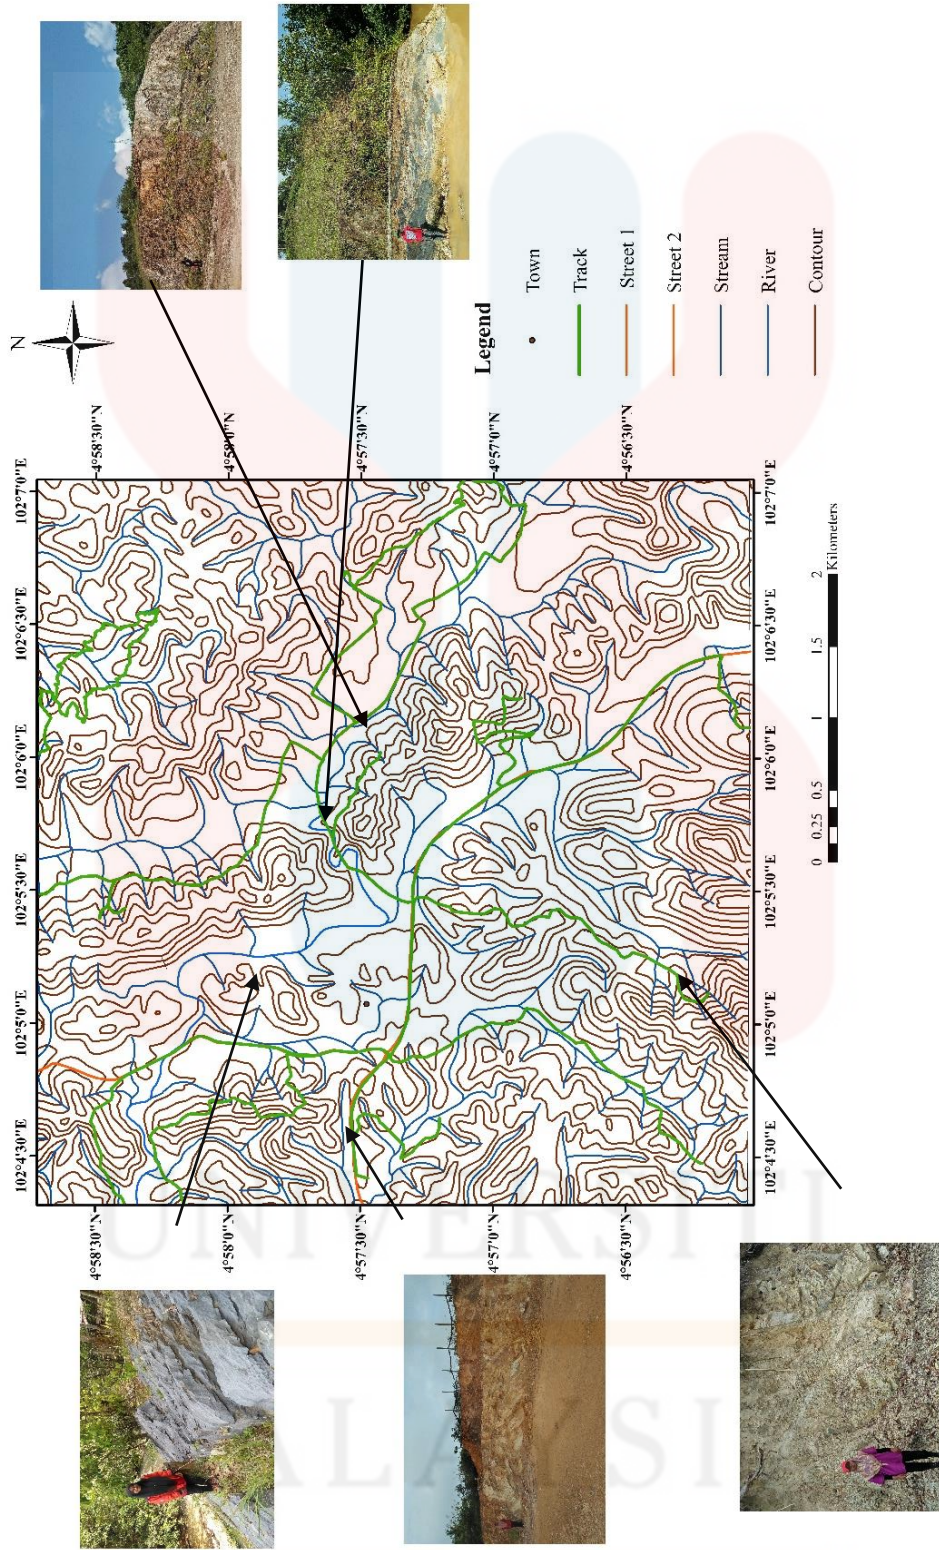 N
102°4'30"E
102°5'0"E
102°5'30"E
102°6'0"E
102°6'30"E
102°7'0"E
4°58'30"N
4°58'30"N
4°58'0"N
4°58'0"N
4°57'30"N
4°57'30"N
4°57'0"N
4°57'0"N
4°56'30"N
4°56'30"N
102°4'30"E
102°5'0"E
102°5'30"E
102°6'0"E
102°6'30"E
102°7'0"E
0 0.25 0.5 1 1.5 2
Kilometers
Legend
Town
Track
Street 1
Street 2
Stream
River
Contour
UNIVERSITI
ALAYSI